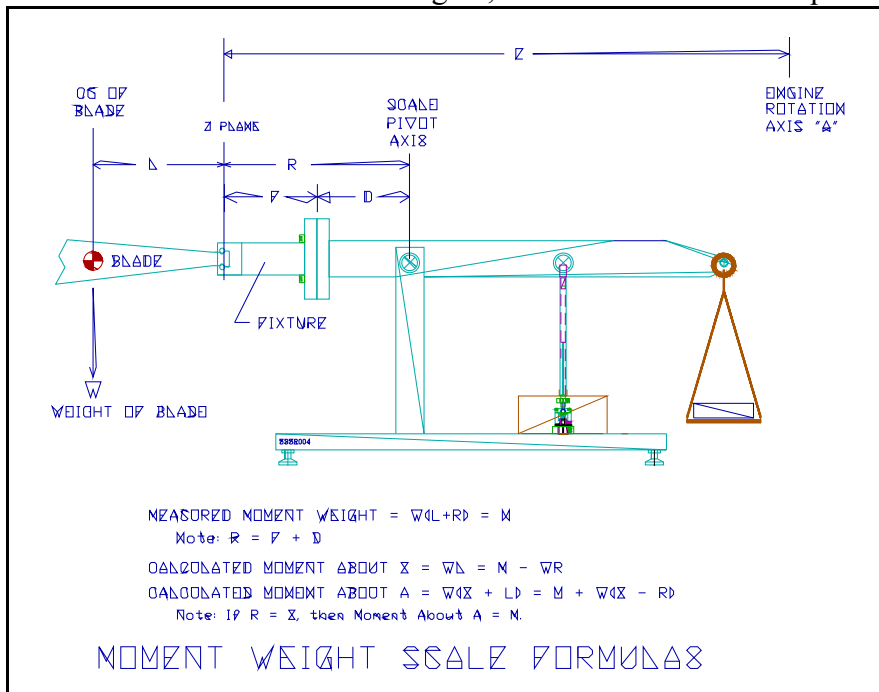 Z
CG OF
BLADE
Z PLANE
SCALE
PIVOT
AXIS
ENGINE
ROTATION
AXIS "A"
L
R
F
D
BLADE
FIXTURE
W
WEIGHT OF BLADE
MEASURED MOMENT WEIGHT = W(L+R) = M
Note: R = F + D
CALCULATED MOMENT ABOUT Z = WL = M - WR
CALCULATED MOMENT ABOUT A = W(Z + L) = M + W(Z - R)
Note: If R = Z, then Moment About A = M.
MOMENT WEIGHT SCALE FORMULAS